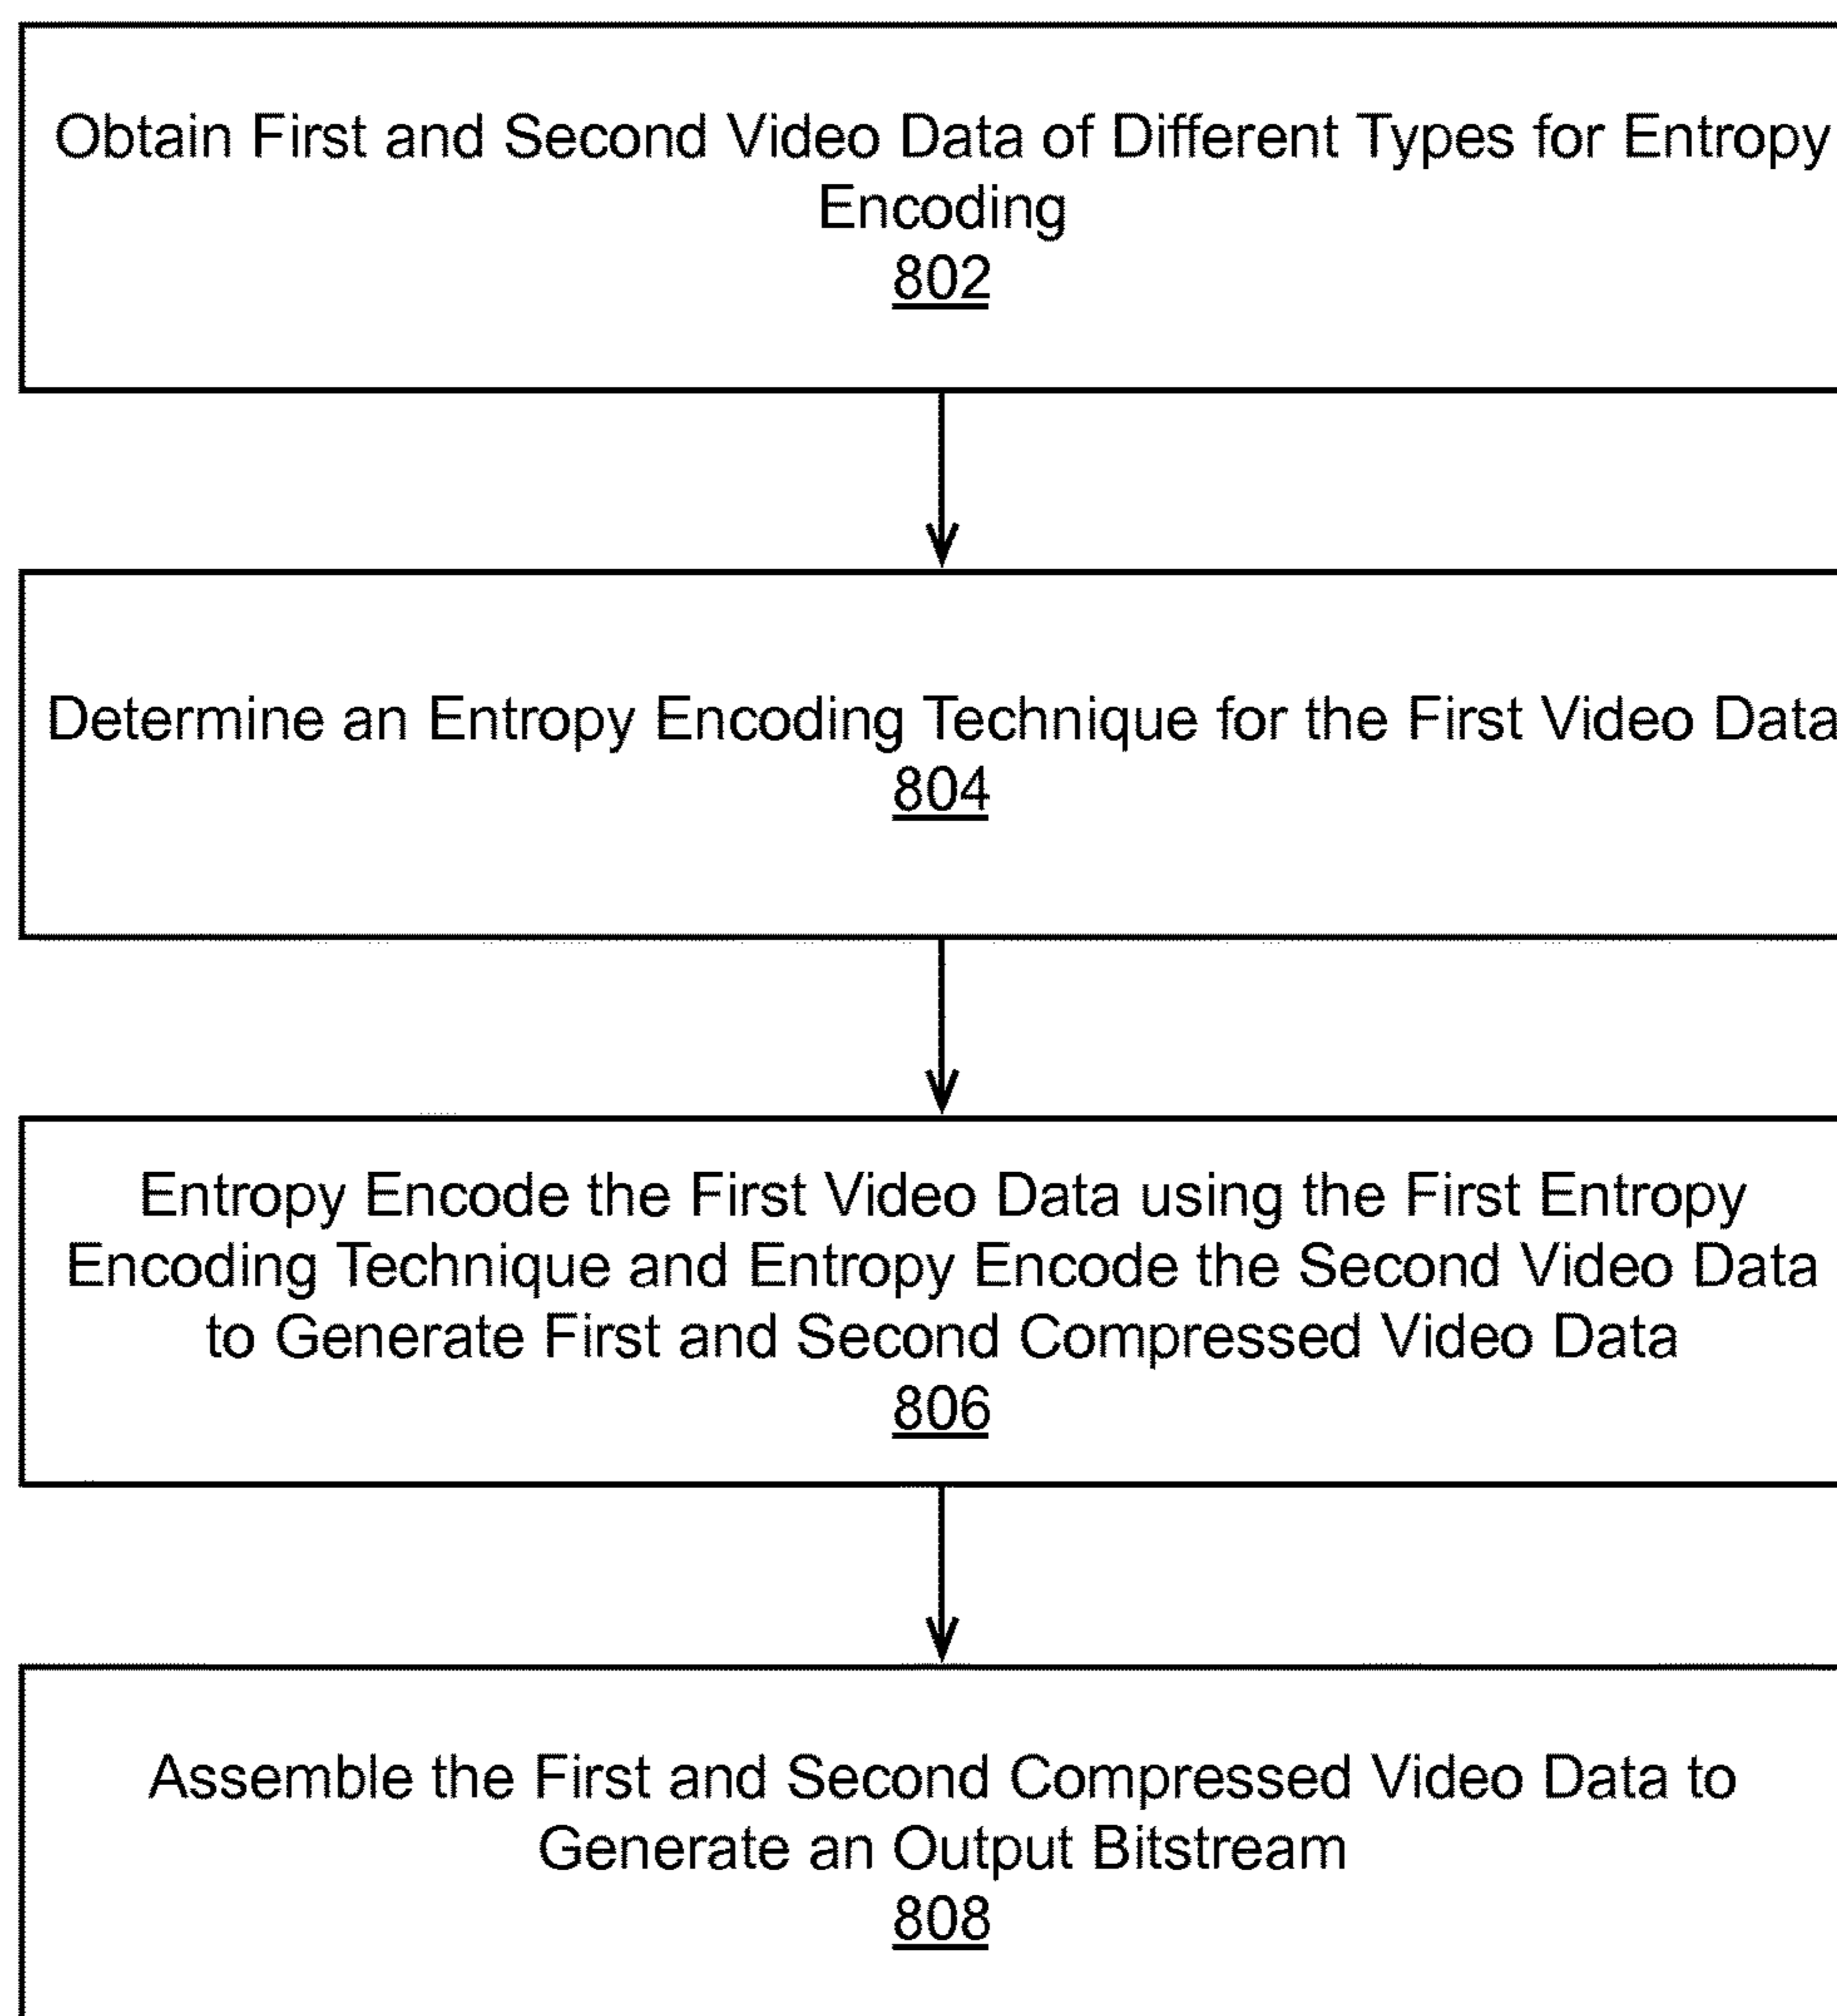 Obtain First and Second Video Data of Different Types for Entropy
Encoding
802
Determine an Entropy Encoding Technique for the First Video Data
804
Entropy Encode the First Video Data using the First Entropy
Encoding Technique and Entropy Encode the Second Video Data
to Generate First and Second Compressed Video Data
806
Assemble the First and Second Compressed Video Data to
Generate an Output Bitstream
808